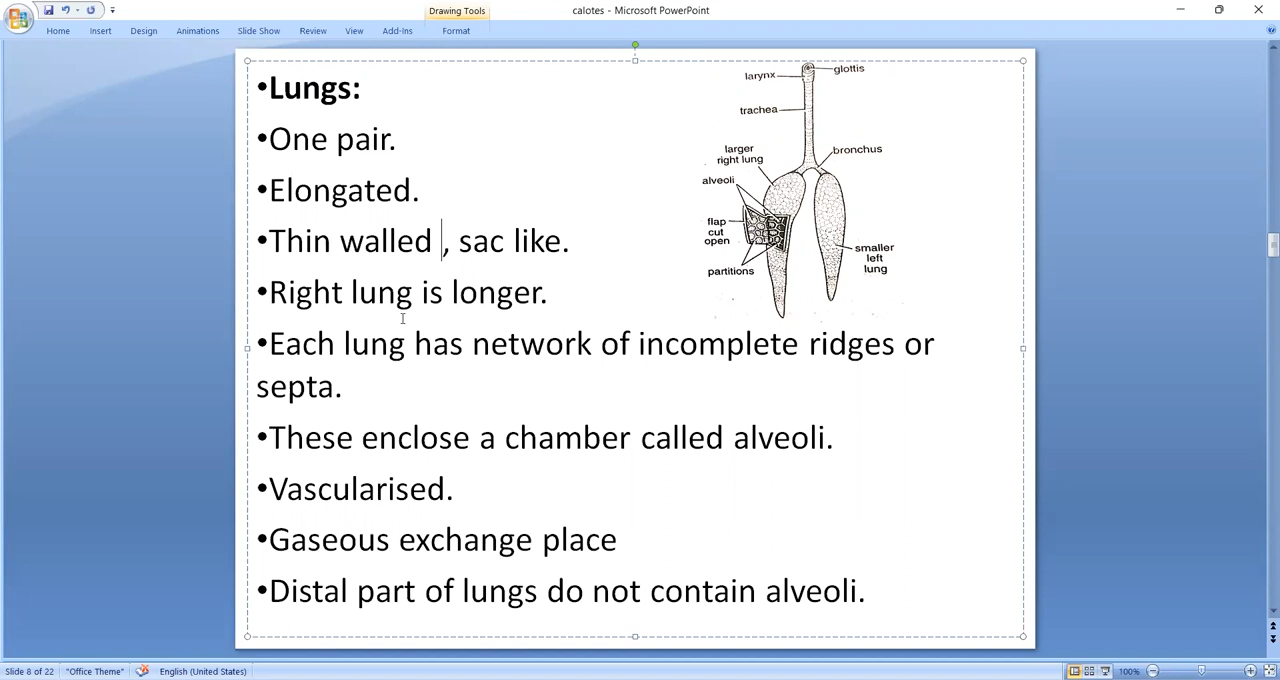 Drawing Tools
calotes - Microsoft PowerPoint
Home Insert Design Animations Slide Show Review View Add-Ins Format
•Lungs:
•One pair.
•Elongated.
•Thin walled , sac like.
•Right lung is longer.
•Each lung has network of incomplete ridges or
septa.
•These enclose a chamber called alveoli.
•Vascularised.
•Gaseous exchange place
•Distal part of lungs do not contain alveoli.
glottis
larynx
trachea
bronchus
larger
right lung
alveoli
flap
cut
open
partitions
smaller
left
lung
Slide 8 of 22 "Office Theme" English (United States) 100%